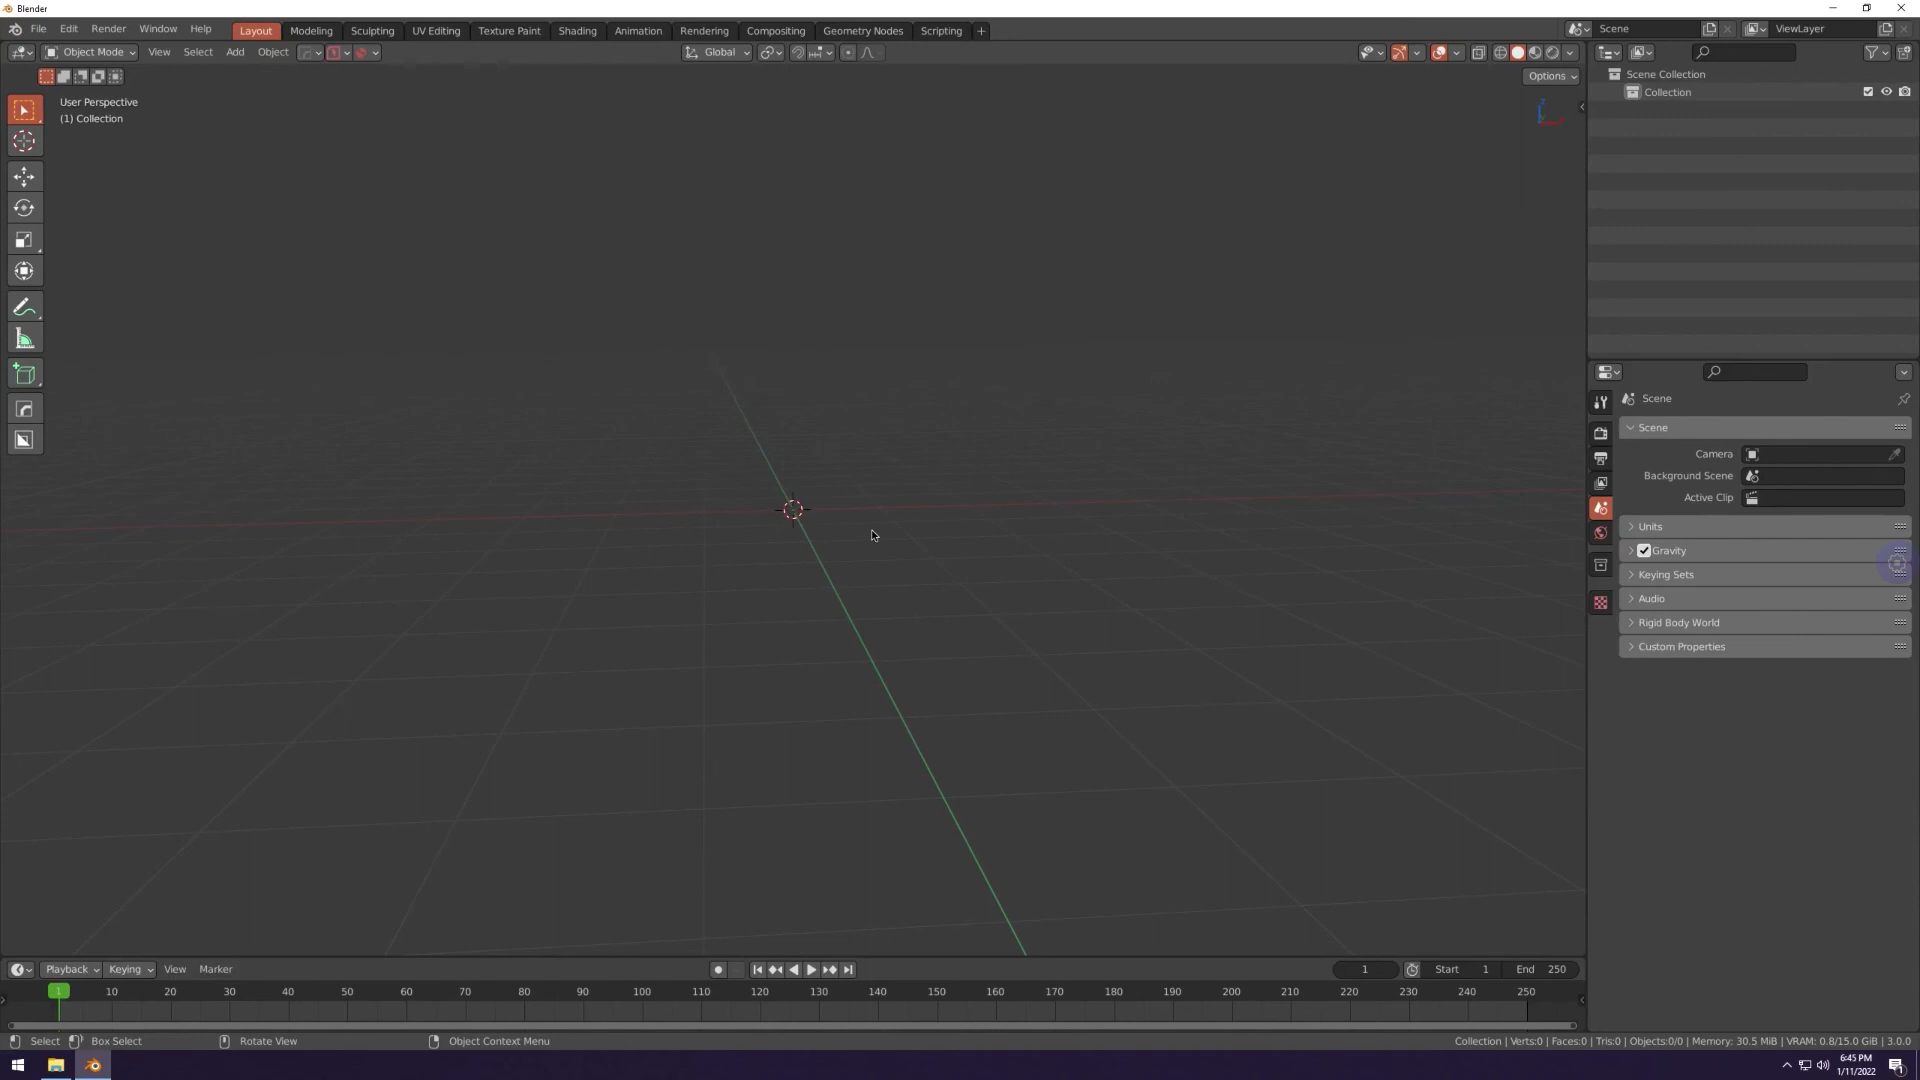 Blender
File Edit Render Window Help Layout Modeling Sculpting UV Editing Texture Paint Shading Animation Rendering Compositing Geometry Nodes Scripting + Scene ViewLayer
Object Mode View Select Add Object Global
Options
User Perspective
(1) Collection
Scene Collection
Collection
Scene
Scene
Camera
Background Scene
Active Clip
Units
Gravity
Keying Sets
Audio
Rigid Body World
Custom Properties
Playback Keying View Marker 1 Start 1 End 250
1 10 20 30 40 50 60 70 80 90 100 110 120 130 140 150 160 170 180 190 200 210 220 230 240 250
Select Box Select Rotate View Object Context Menu Collection | Verts:0 | Faces:0 | Tris:0 | Objects:0/0 | Memory: 30.5 MiB | VRAM: 0.8/15.0 GiB | 3.0.0
6:45 PM
1/11/2022